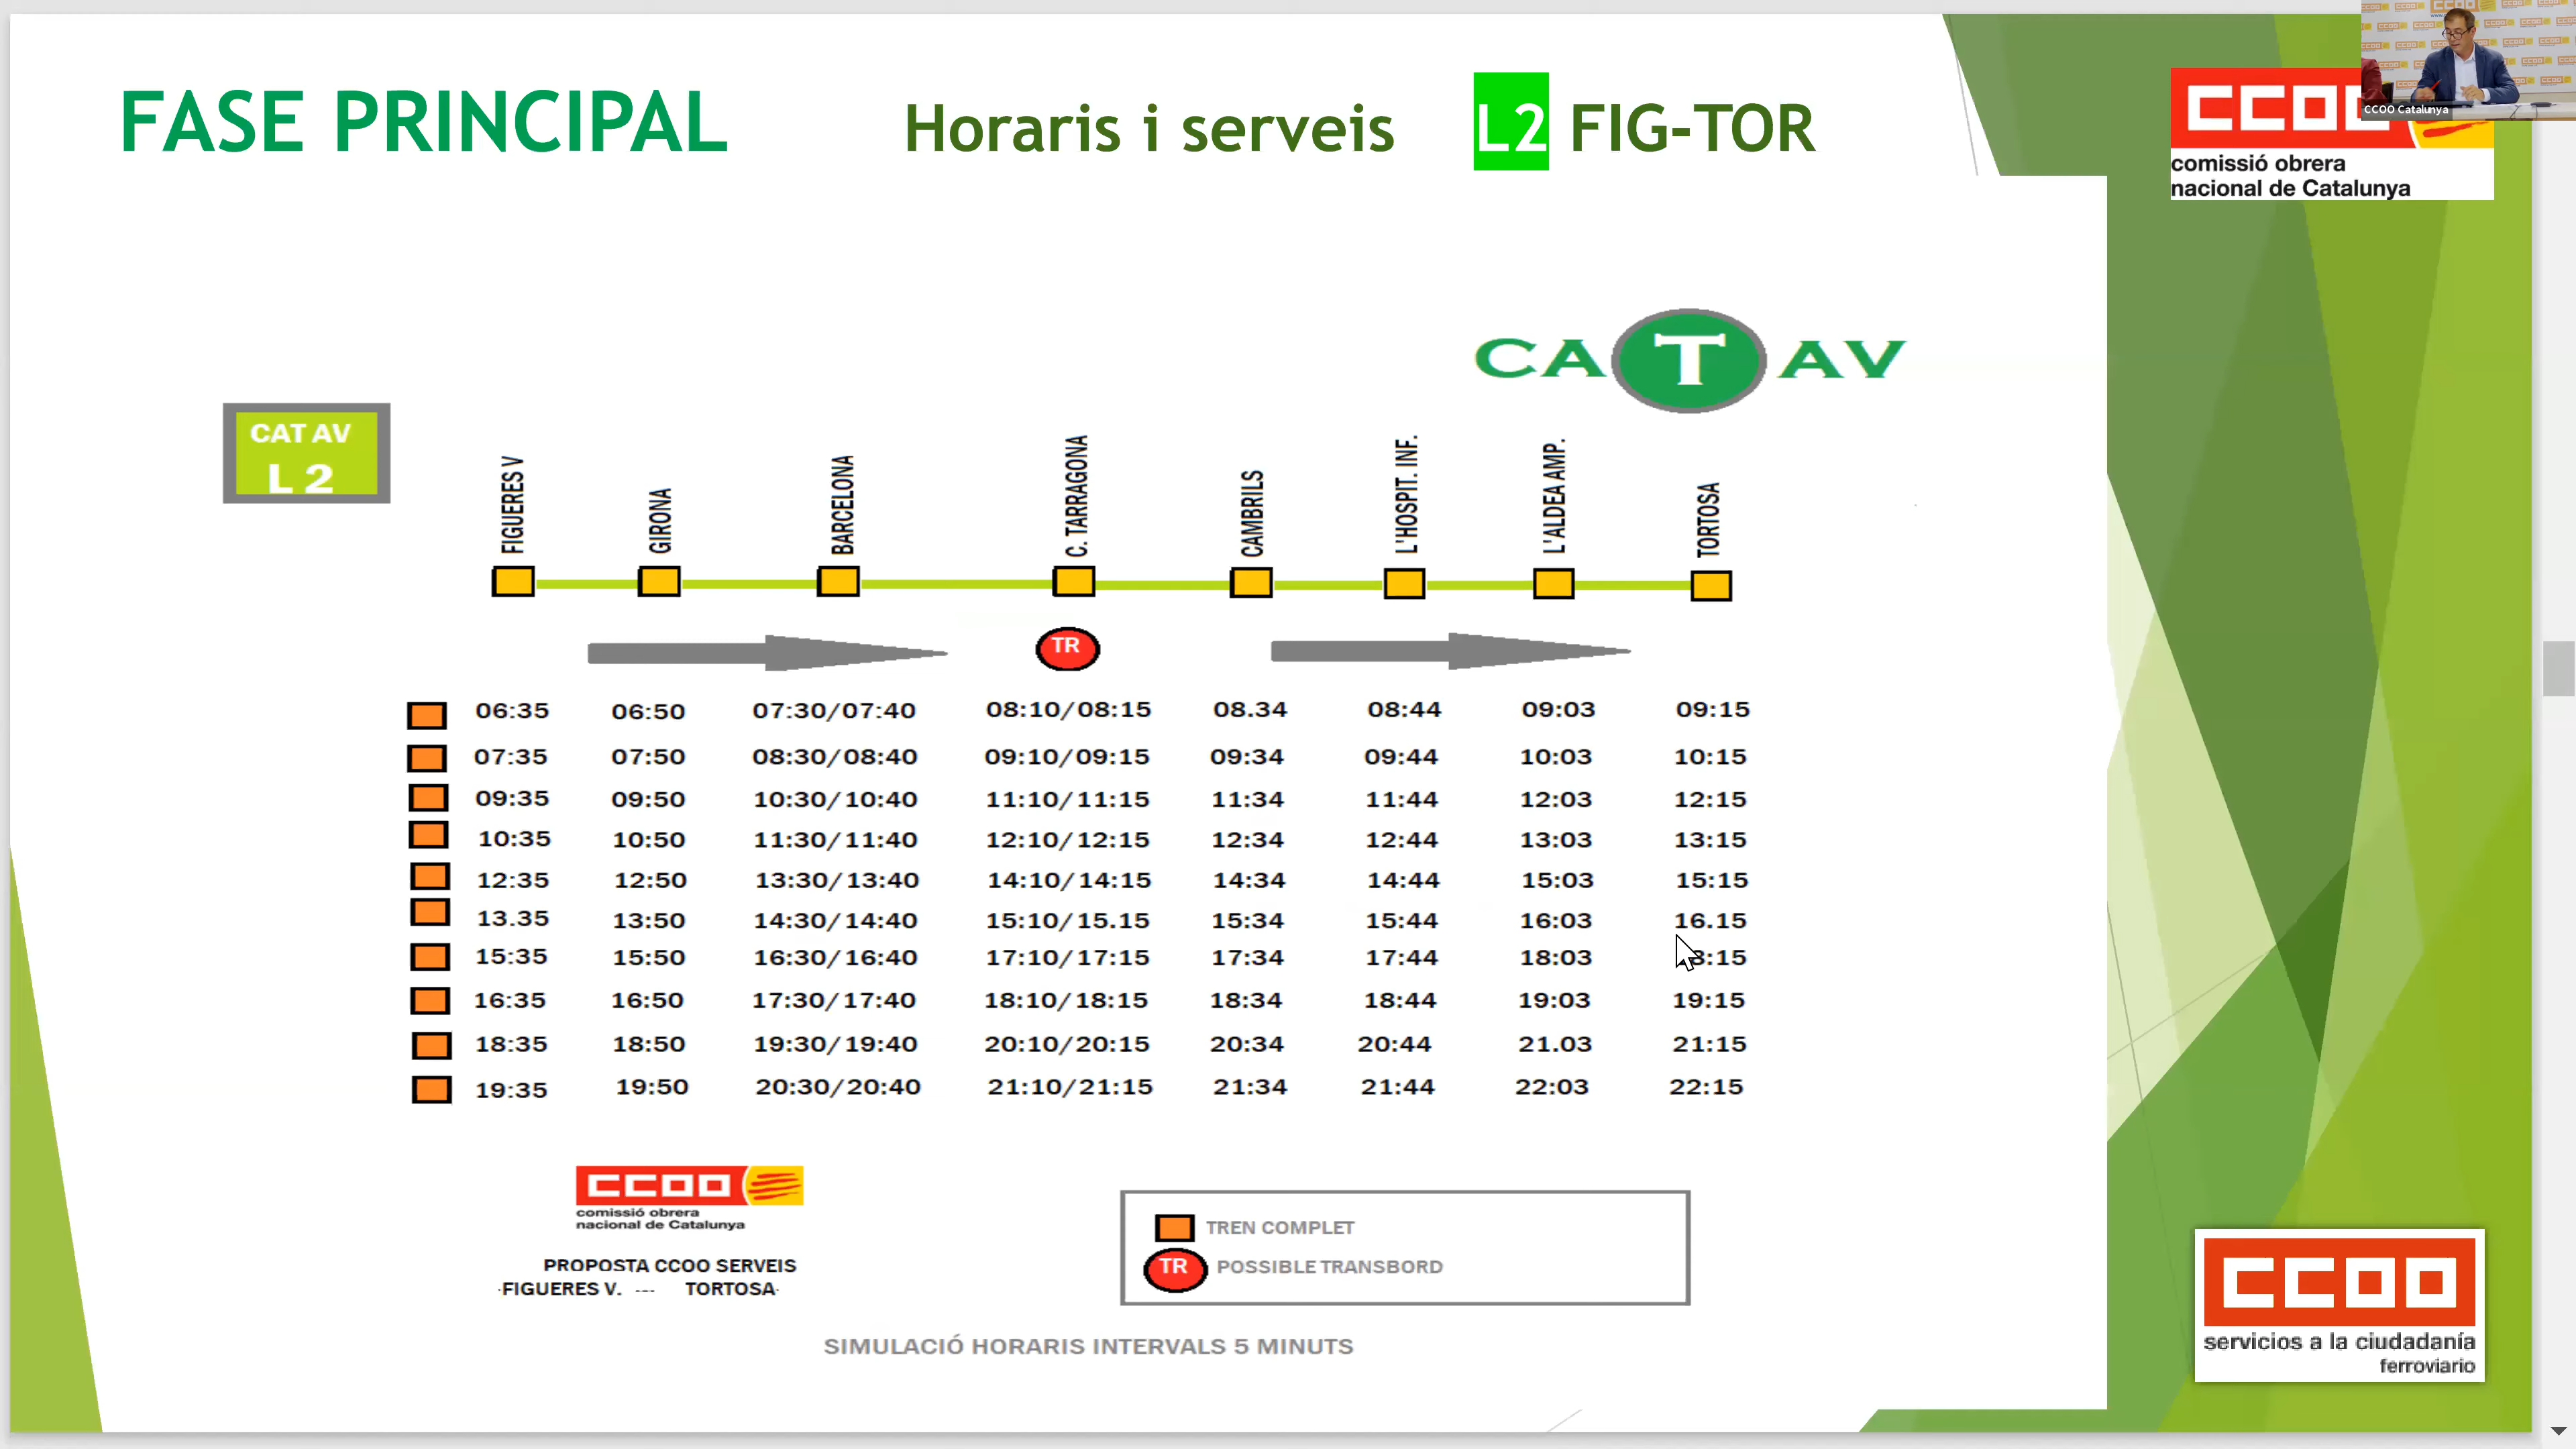 FASE PRINCIPAL Horaris i serveis L2 FIG-TOR
CCOO Catalunya
comissió obrera
nacional de Catalunya
CA T AV
CAT AV
L 2
FIGUERES V
GIRONA
BARCELONA
C. TARRAGONA
CAMBRILS
L'HOSPIT. INF.
L'ALDEA AMP.
TORTOSA
TR
06:35 06:50 07:30/07:40 08:10/08:15 08.34 08:44 09:03 09:15
07:35 07:50 08:30/08:40 09:10/09:15 09:34 09:44 10:03 10:15
09:35 09:50 10:30/10:40 11:10/11:15 11:34 11:44 12:03 12:15
10:35 10:50 11:30/11:40 12:10/12:15 12:34 12:44 13:03 13:15
12:35 12:50 13:30/13:40 14:10/14:15 14:34 14:44 15:03 15:15
13.35 13:50 14:30/14:40 15:10/15.15 15:34 15:44 16:03 16.15
15:35 15:50 16:30/16:40 17:10/17:15 17:34 17:44 18:03
16:35 16:50 17:30/17:40 18:10/18:15 18:34 18:44 19:03 19:15
18:35 18:50 19:30/19:40 20:10/20:15 20:34 20:44 21.03 21:15
19:35 19:50 20:30/20:40 21:10/21:15 21:34 21:44 22:03 22:15
CCOO
comissió obrera
nacional de Catalunya
PROPOSTA CCOO SERVEIS
FIGUERES V. --- TORTOSA
TREN COMPLET
TR POSSIBLE TRANSBORD
SIMULACIÓ HORARIS INTERVALS 5 MINUTS
CCOO
servicios a la ciudadanía
ferroviario